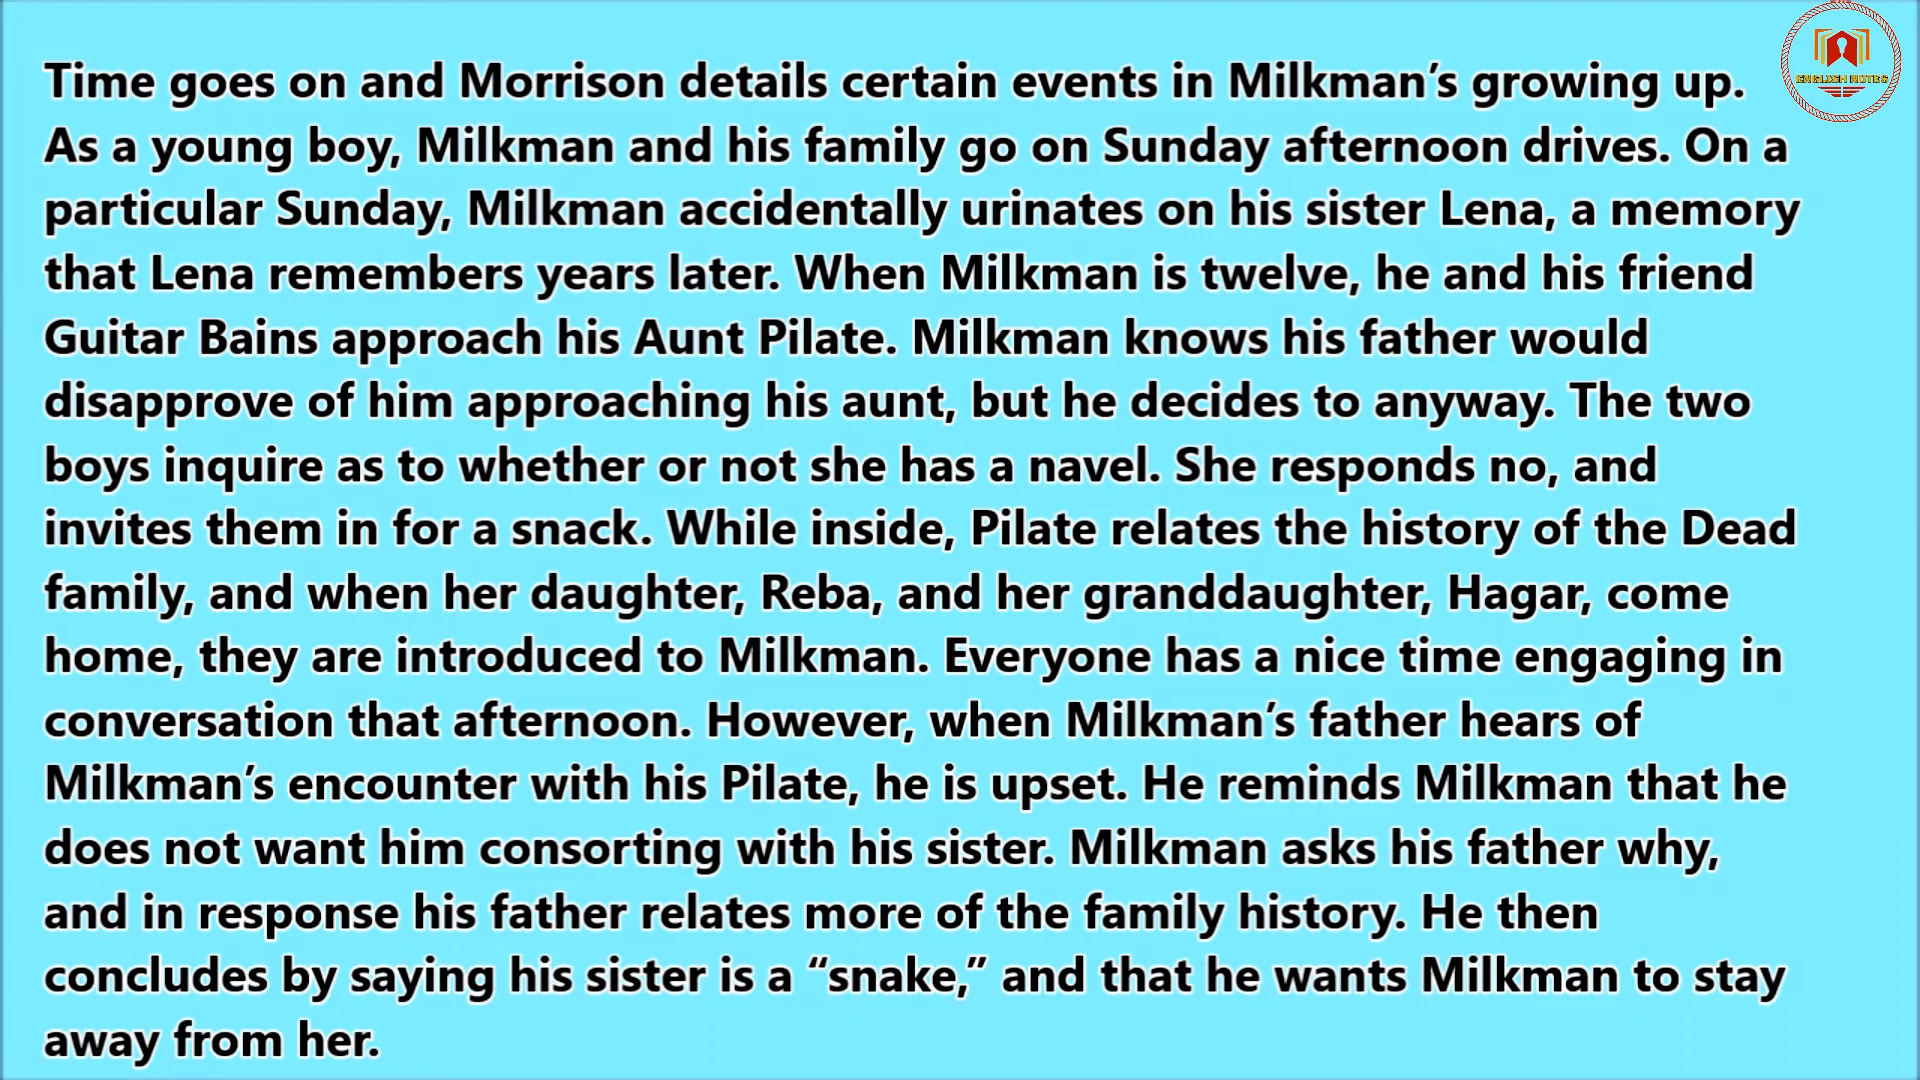 Time goes on and Morrison details certain events in Milkman’s growing up.
As a young boy, Milkman and his family go on Sunday afternoon drives. On a
particular Sunday, Milkman accidentally urinates on his sister Lena, a memory
that Lena remembers years later. When Milkman is twelve, he and his friend
Guitar Bains approach his Aunt Pilate. Milkman knows his father would
disapprove of him approaching his aunt, but he decides to anyway. The two
boys inquire as to whether or not she has a navel. She responds no, and
invites them in for a snack. While inside, Pilate relates the history of the Dead
family, and when her daughter, Reba, and her granddaughter, Hagar, come
home, they are introduced to Milkman. Everyone has a nice time engaging in
conversation that afternoon. However, when Milkman’s father hears of
Milkman’s encounter with his Pilate, he is upset. He reminds Milkman that he
does not want him consorting with his sister. Milkman asks his father why,
and in response his father relates more of the family history. He then
concludes by saying his sister is a “snake,” and that he wants Milkman to stay
away from her.
ENGLISH NOTES